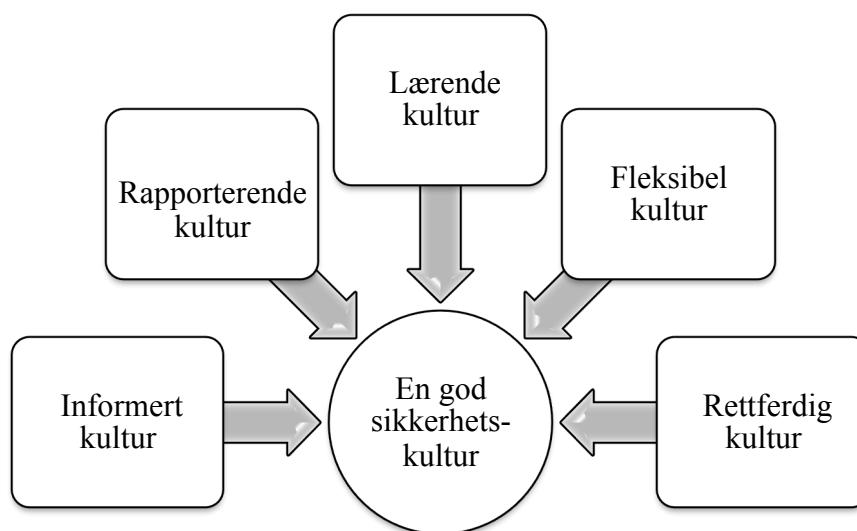 Lærende
kultur
Rapporterende
kultur
Fleksibel
kultur
Informert
kultur
En god
sikkerhets-
kultur
Rettferdig
kultur